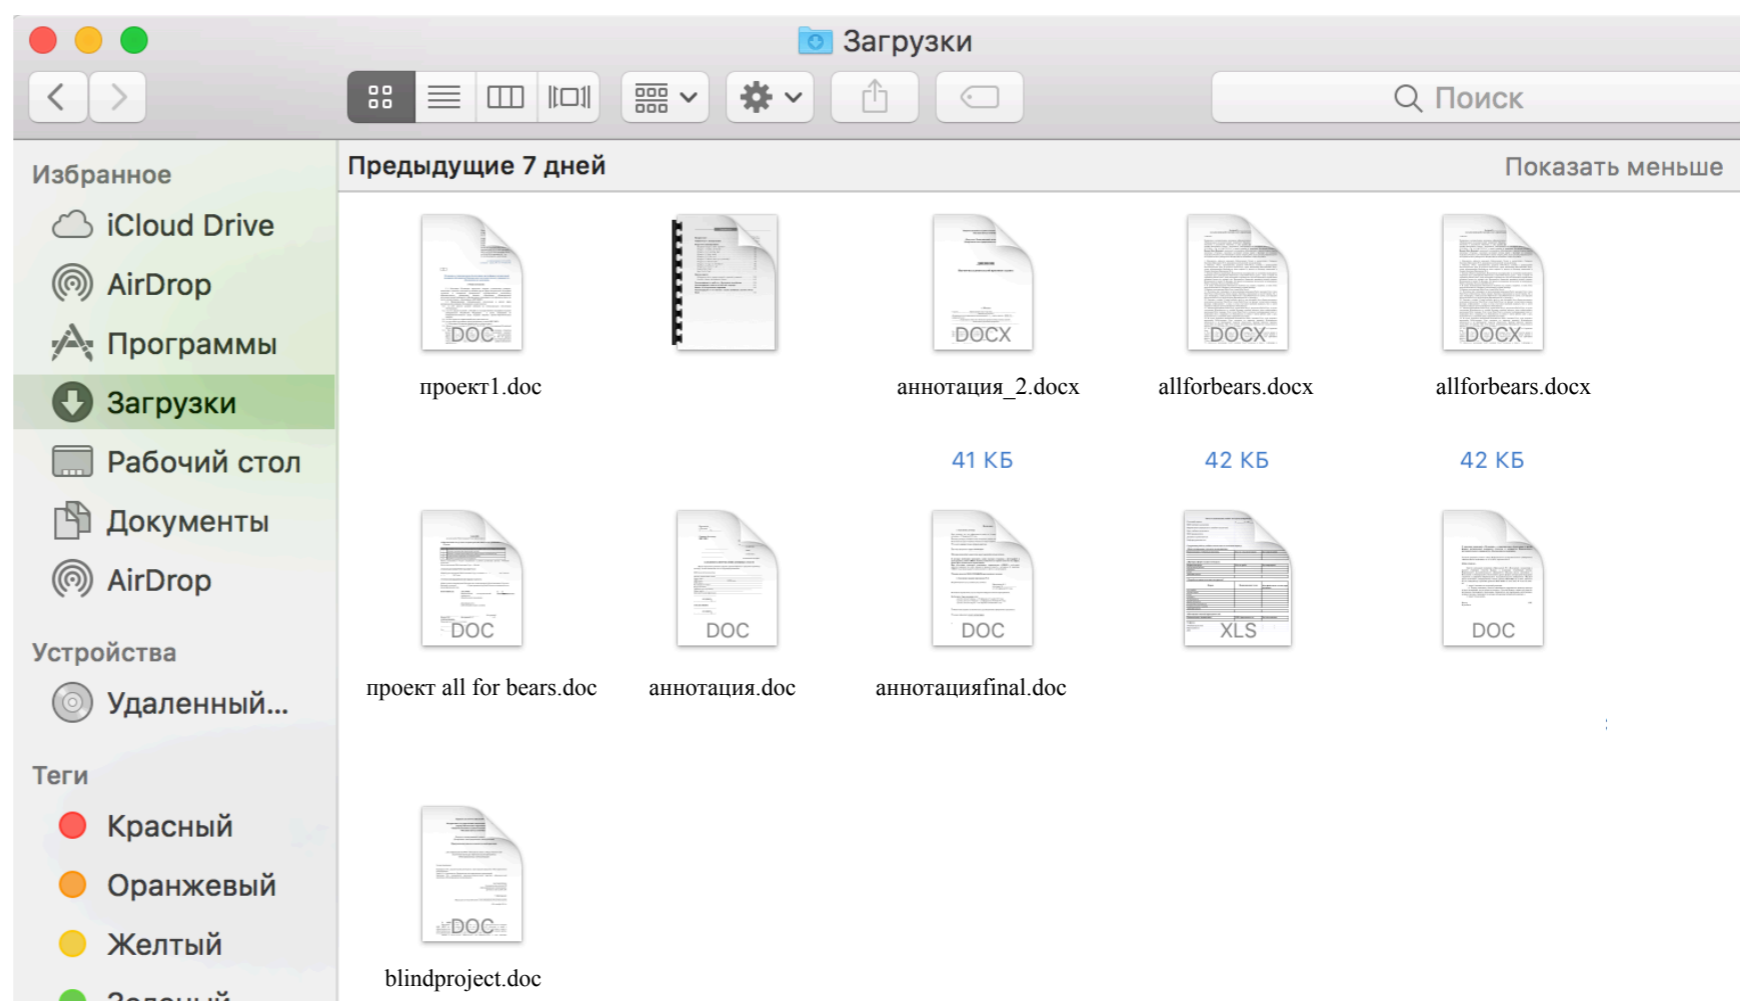 Загрузки
Поиск
Избранное
iCloud Drive
AirDrop
Программы
Загрузки
Рабочий стол
Документы
AirDrop
Устройства
Удаленный...
Теги
Красный
Оранжевый
Желтый
Предыдущие 7 дней
Показать меньше
DOC
DOCX
DOCX
DOCX
проект1.doc
аннотация_2.docx
allforbears.docx
allforbears.docx
41 КБ
42 КБ
42 КБ
DOC
DOC
DOC
XLS
DOC
проект all for bears.doc
аннотация.doc
аннотацияfinal.doc
DOC
blindproject.doc